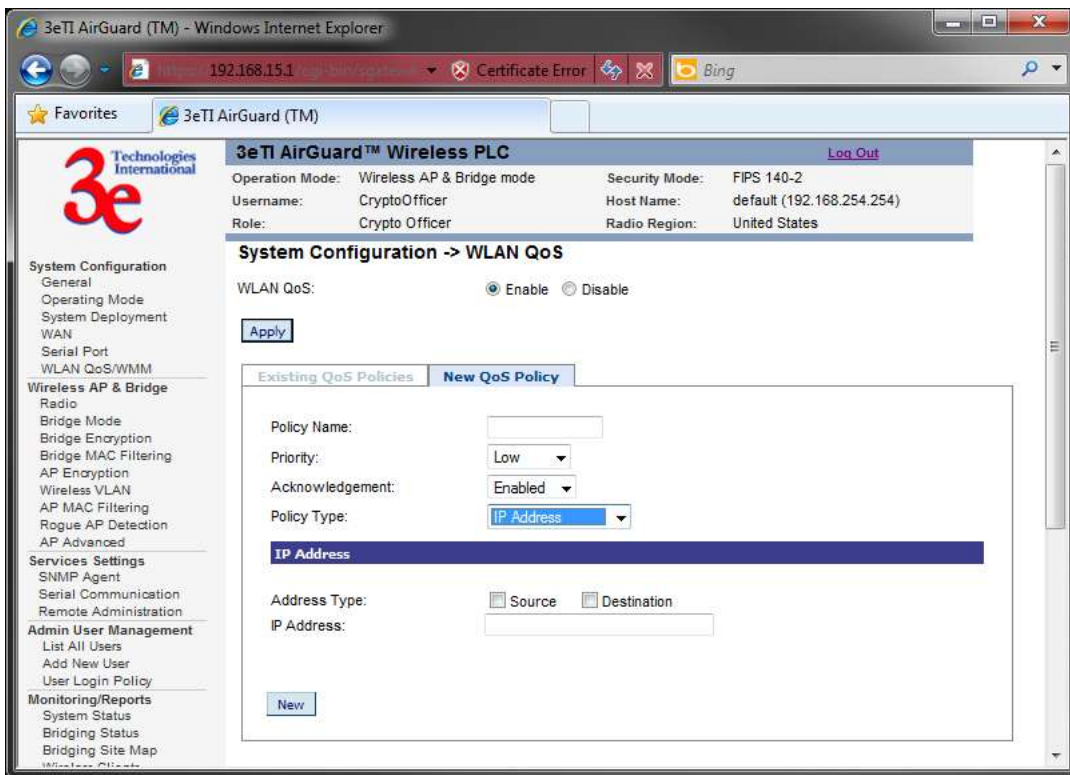 3eTI AirGuard (TM) - Windows Internet Explorer
192.168.15.1
Certificate Error
Bing
Favorites
3eTI AirGuard (TM)
3e Technologies International
System Configuration
General
Operating Mode
System Deployment
WAN
Serial Port
WLAN QoS/WMM
Wireless AP & Bridge
Radio
Bridge Mode
Bridge Encryption
Bridge MAC Filtering
AP Encryption
Wireless VLAN
AP MAC Filtering
Rogue AP Detection
AP Advanced
Services Settings
SNMP Agent
Serial Communication
Remote Administration
Admin User Management
List All Users
Add New User
User Login Policy
Monitoring/Reports
System Status
Bridging Status
Bridging Site Map
Wireless Clients
3eTI AirGuard™ Wireless PLC Log Out
Operation Mode: Wireless AP & Bridge mode Security Mode: FIPS 140-2
Username: CryptoOfficer Host Name: default (192.168.254.254)
Role: Crypto Officer Radio Region: United States
System Configuration -> WLAN QoS
WLAN QoS: Enable Disable
Apply
Existing QoS Policies New QoS Policy
Policy Name:
Priority: Low
Acknowledgement: Enabled
Policy Type: IP Address
IP Address
Address Type: Source Destination
IP Address:
New